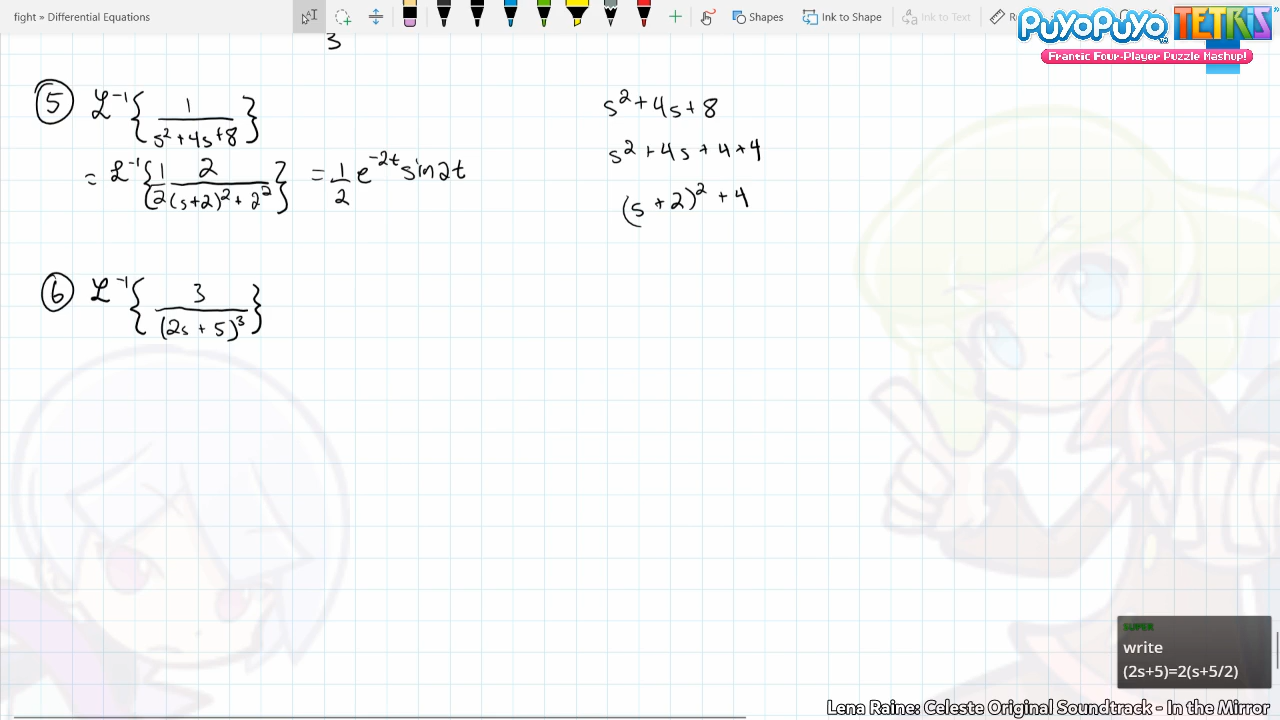 fight » Differential Equations
Shapes
Ink to Shape
Ink to Text
PuyoPuyo TETRIS
Frantic Four-Player Puzzle Mashup!
3
⑤ ℒ⁻¹{1/(s²+4s+8)}
= ℒ⁻¹{1/2 2/((s+2)²+2²)} = 1/2 e^(-2t) sin2t
s²+4s+8
s²+4s+4+4
(s+2)²+4
⑥ ℒ⁻¹{3/(2s+5)³}
SUPER
write
(2s+5)=2(s+5/2)
Lena Raine: Celeste Original Soundtrack - In the Mirror